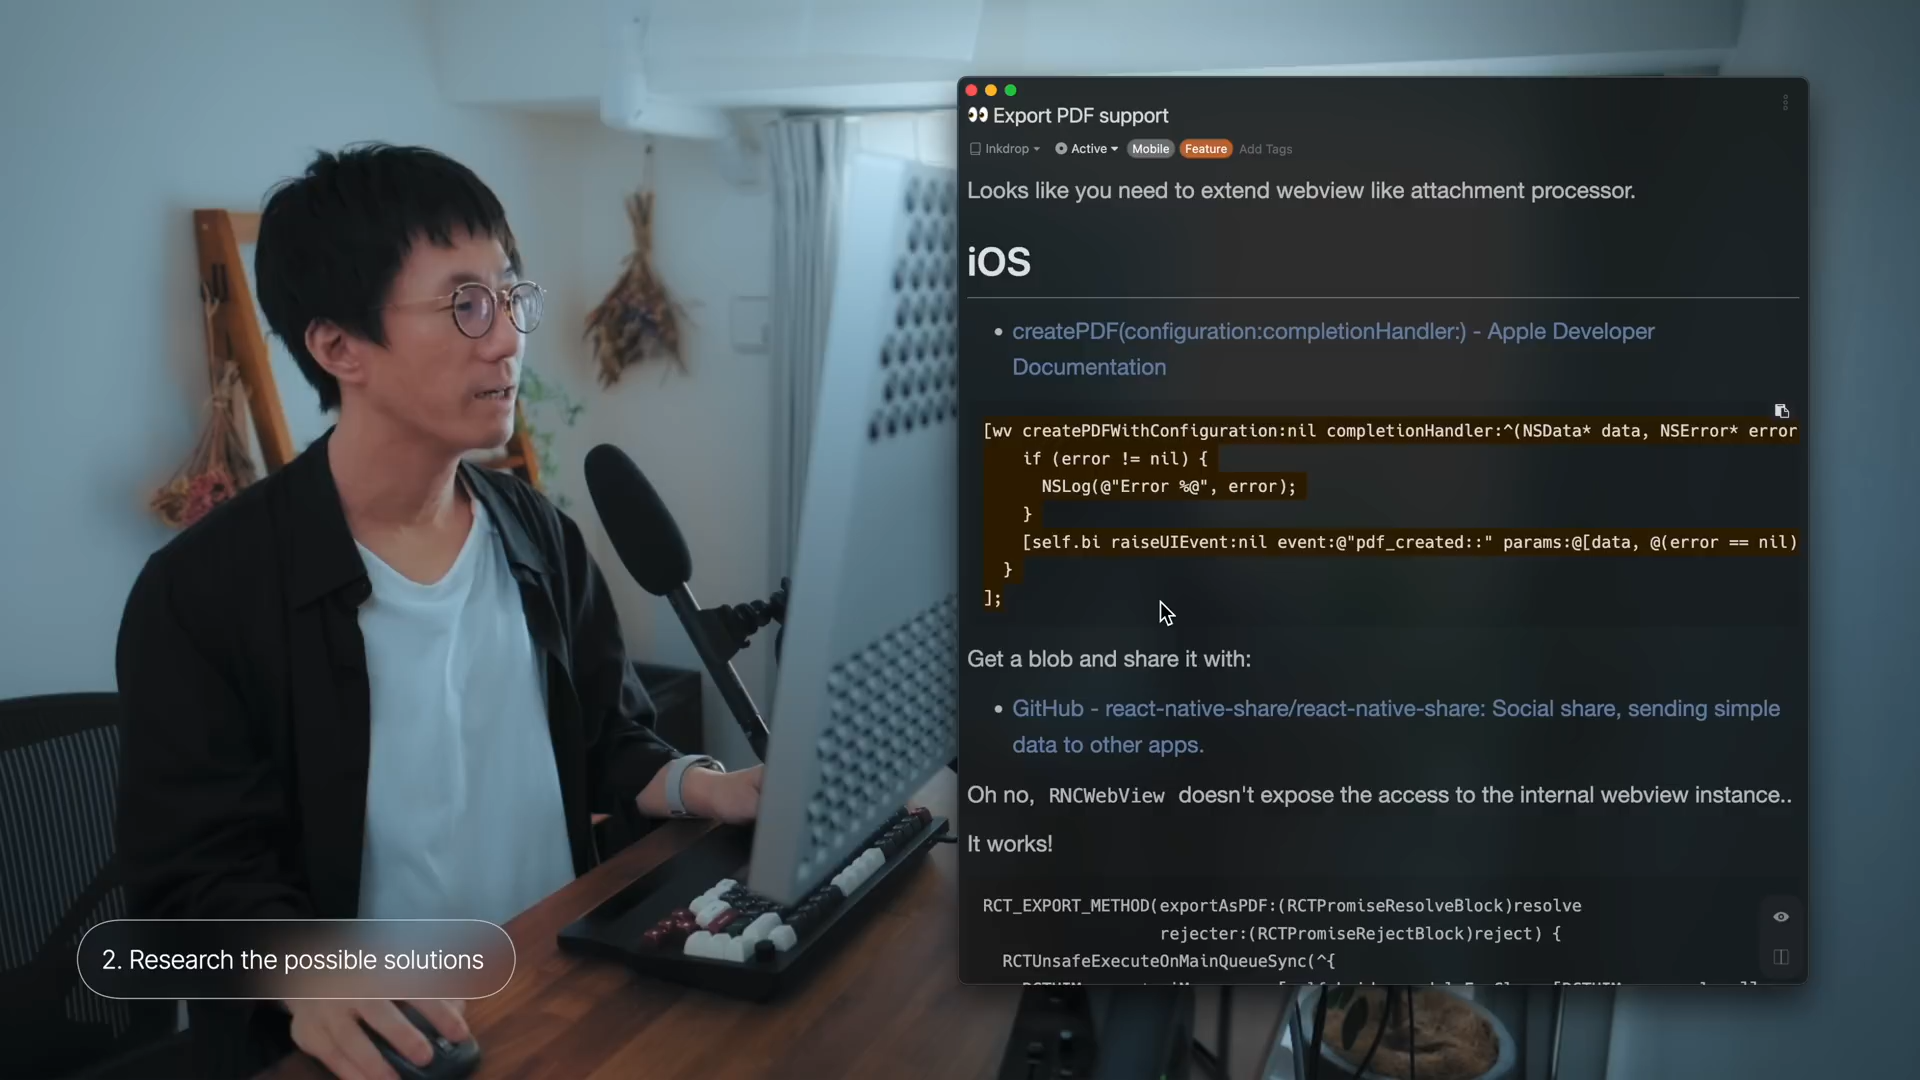 👀 Export PDF support
Inkdrop Active Mobile Feature Add Tags
Looks like you need to extend webview like attachment processor.
iOS
• createPDF(configuration:completionHandler:) - Apple Developer
Documentation
[wv createPDFWithConfiguration:nil completionHandler:^(NSData* data, NSError* error
if (error != nil) {
NSLog(@"Error %@", error);
}
[self.bi raiseUIEvent:nil event:@"pdf_created::" params:@[data, @(error == nil)
}
];
Get a blob and share it with:
• GitHub - react-native-share/react-native-share: Social share, sending simple
data to other apps.
Oh no, RNCWebView doesn't expose the access to the internal webview instance..
It works!
RCT_EXPORT_METHOD(exportAsPDF:(RCTPromiseResolveBlock)resolve
rejecter:(RCTPromiseRejectBlock)reject) {
RCTUnsafeExecuteOnMainQueueSync(^{
2. Research the possible solutions